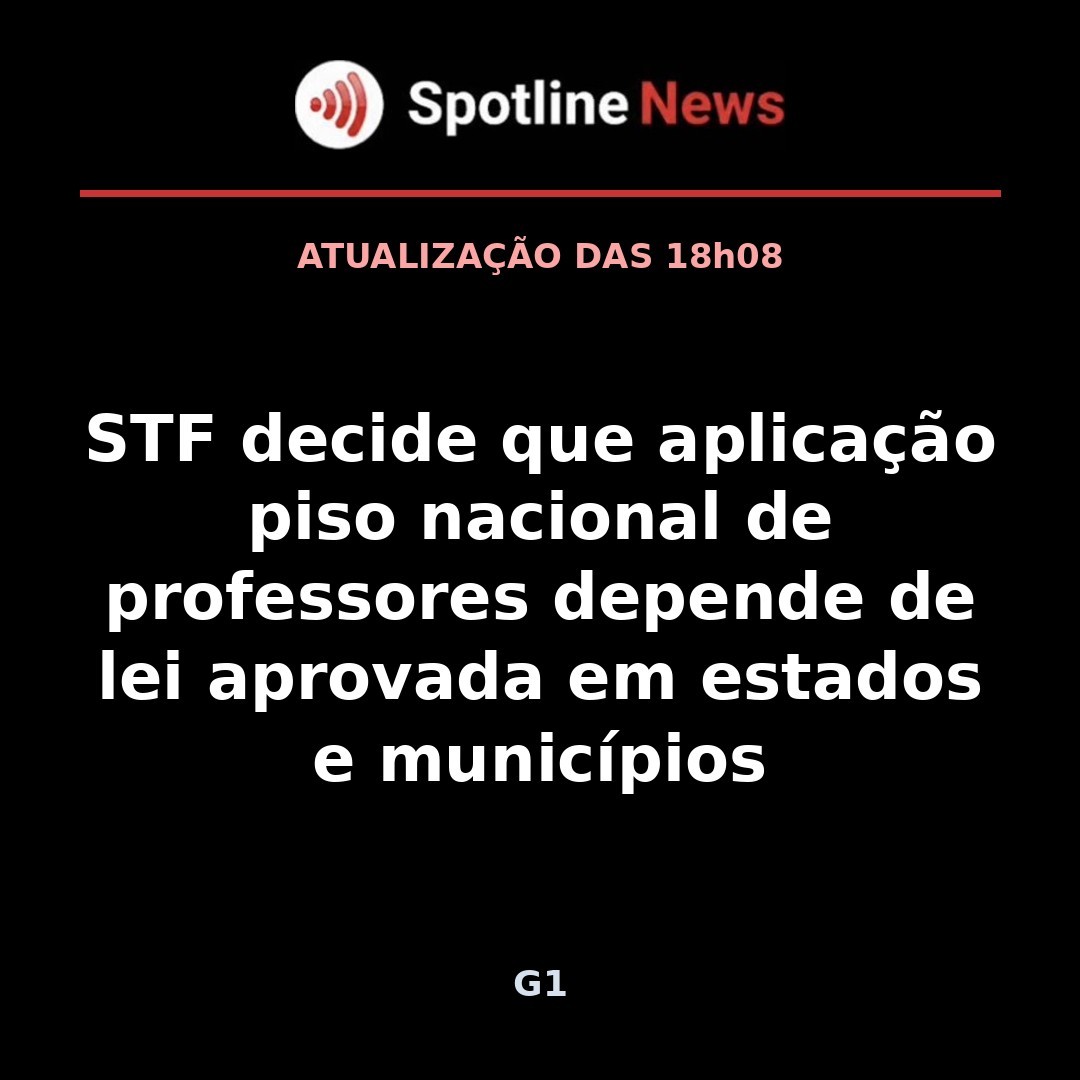 Spotline News
ATUALIZAÇÃO DAS 18h08
STF decide que aplicação
piso nacional de
professores depende de
lei aprovada em estados
e municípios
G1